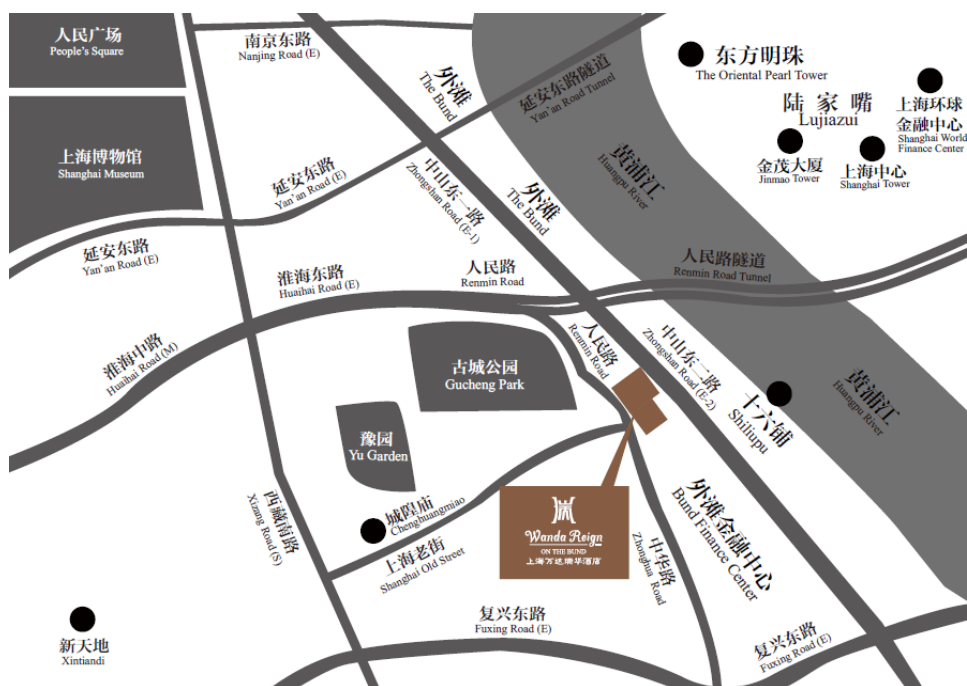 人民广场
People's Square
南京东路
Nanjing Road (E)
外滩
The Bund
延安东路隧道
Yan'an Road Tunnel
东方明珠
The Oriental Pearl Tower
陆家嘴
Lujiazui
上海环球
金融中心
Shanghai World
Finance Center
金茂大厦
Jinmao Tower
上海中心
Shanghai Tower
上海博物馆
Shanghai Museum
延安东路
Yan'an Road (E)
中山东一路
Zhongshan Road (E-1)
外滩
The Bund
黄浦江
Huangpu River
延安东路
Yan'an Road (E)
淮海东路
Huaihai Road (E)
人民路
Renmin Road
人民路隧道
Renmin Road Tunnel
淮海中路
Huaihai Road (M)
古城公园
Gucheng Park
人民路
Renmin Road
中山东一路
Zhongshan Road (E-2)
十六铺
Shiliupu
黄浦江
Huangpu River
豫园
Yu Garden
西藏南路
Xizang Road (S)
城隍庙
Chenghuangmiao
上海老街
Shanghai Old Street
Wanda Reign
ON THE BUND
上海万达瑞华酒店
中华路
Zhonghua Road
外滩金融中心
Bund Finance Center
新天地
Xintiandi
复兴东路
Fuxing Road (E)
复兴东路
Fuxing Road (E)